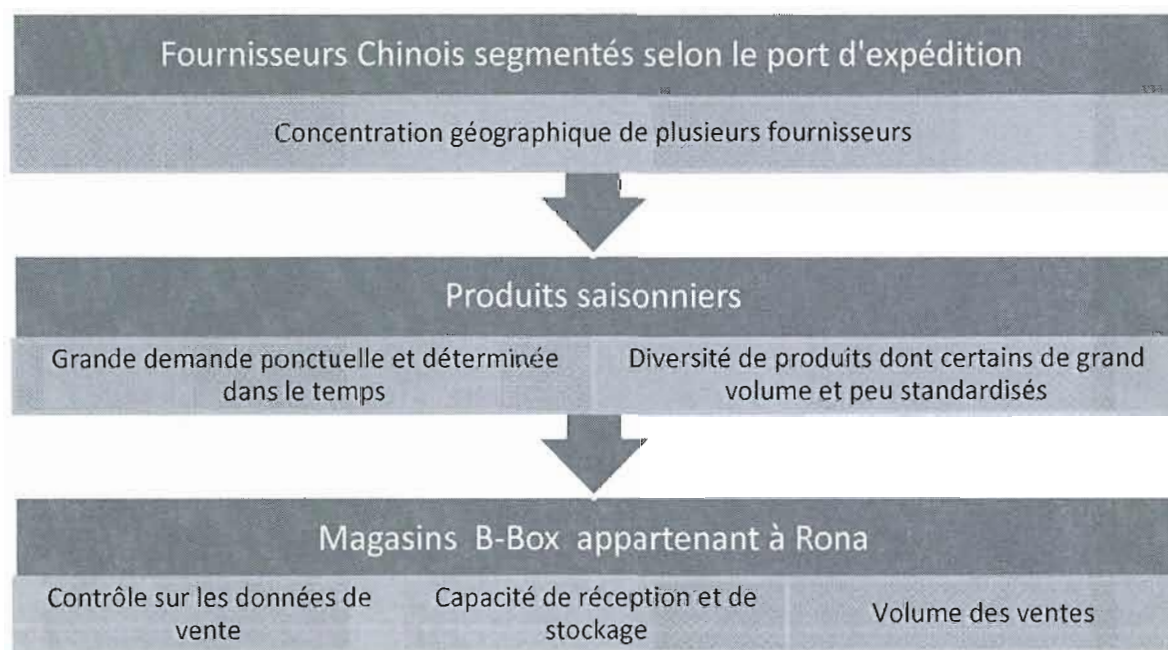 Fournisseurs Chinois segmentés selon le port d'expédition
Concentration géographique de plusieurs fournisseurs
Produits saisonniers
Grande demande ponctuelle et déterminée
dans le temps
Diversité de produits dont certains de grand
volume et peu standardisés
Magasins B-Box appartenant à Rona
Contrôle sur les données de
vente
Capacité de réception et de
stockage
Volume des ventes